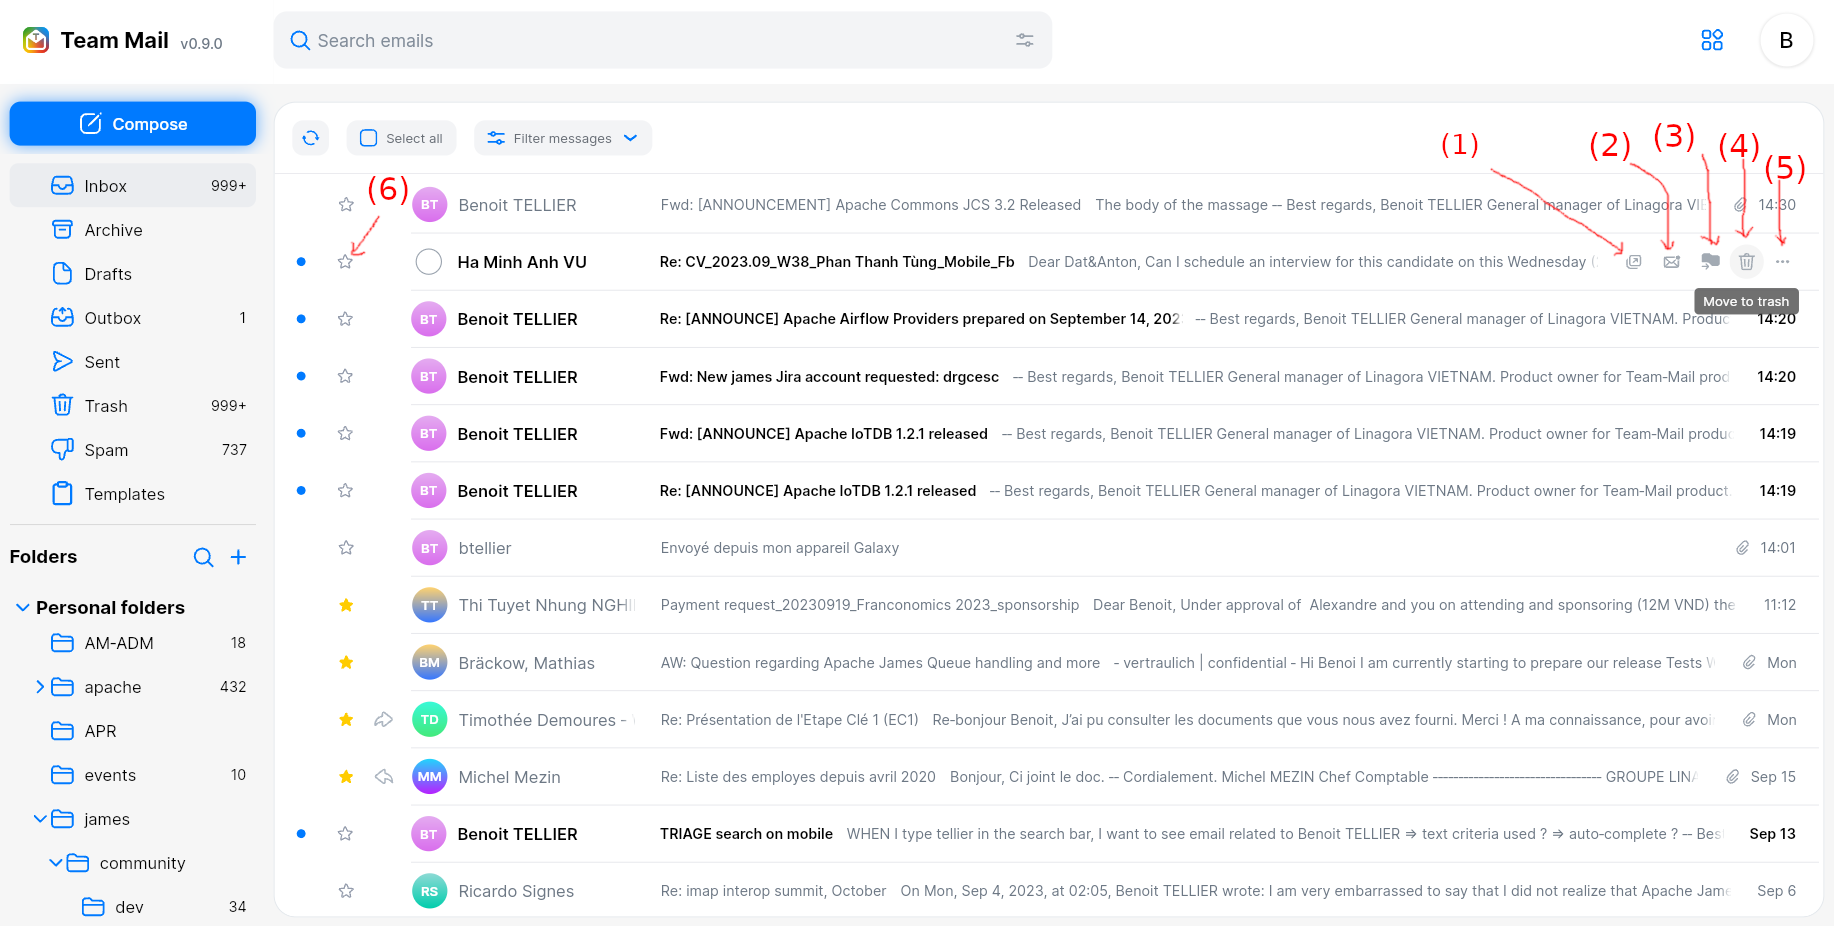 Team Mail v0.9.0
Search emails
B
Compose
Select all
Filter messages
(1)
(2)
(3)
(4)
(5)
(6)
Inbox 999+
Archive
Drafts
Outbox 1
Sent
Trash 999+
Spam 737
Templates
Folders
Personal folders
AM-ADM 18
apache 432
APR
events 10
james
community
dev 34
BT Benoit TELLIER Fwd: [ANNOUNCEMENT] Apache Commons JCS 3.2 Released The body of the massage -- Best regards, Benoit TELLIER General manager of Linagora VIE 14:30
Ha Minh Anh VU Re: CV_2023.09_W38_Phan Thanh Tùng_Mobile_Fb Dear Dat&Anton, Can I schedule an interview for this candidate on this Wednesday (
Move to trash
BT Benoit TELLIER Re: [ANNOUNCE] Apache Airflow Providers prepared on September 14, 202 -- Best regards, Benoit TELLIER General manager of Linagora VIETNAM. Produc 14:20
BT Benoit TELLIER Fwd: New james Jira account requested: drgcesc -- Best regards, Benoit TELLIER General manager of Linagora VIETNAM. Product owner for Team-Mail prod 14:20
BT Benoit TELLIER Fwd: [ANNOUNCE] Apache IoTDB 1.2.1 released -- Best regards, Benoit TELLIER General manager of Linagora VIETNAM. Product owner for Team-Mail produc 14:19
BT Benoit TELLIER Re: [ANNOUNCE] Apache IoTDB 1.2.1 released -- Best regards, Benoit TELLIER General manager of Linagora VIETNAM. Product owner for Team-Mail product. 14:19
BT btellier Envoyé depuis mon appareil Galaxy 14:01
TT Thi Tuyet Nhung NGHI Payment request_20230919_Franconomics 2023_sponsorship Dear Benoit, Under approval of Alexandre and you on attending and sponsoring (12M VND) the 11:12
BM Bräckow, Mathias AW: Question regarding Apache James Queue handling and more - vertraulich | confidential - Hi Benoi I am currently starting to prepare our release Tests Mon
TD Timothée Demoures - Re: Présentation de l'Etape Clé 1 (EC1) Re-bonjour Benoit, J'ai pu consulter les documents que vous nous avez fourni. Merci ! A ma connaissance, pour avoi Mon
MM Michel Mezin Re: Liste des employes depuis avril 2020 Bonjour, Ci joint le doc. -- Cordialement. Michel MEZIN Chef Comptable --------------------------------- GROUPE LINA Sep 15
BT Benoit TELLIER TRIAGE search on mobile WHEN I type tellier in the search bar, I want to see email related to Benoit TELLIER => text criteria used ? => auto-complete ? -- Bes Sep 13
RS Ricardo Signes Re: imap interop summit, October On Mon, Sep 4, 2023, at 02:05, Benoit TELLIER wrote: I am very embarrassed to say that I did not realize that Apache Jame Sep 6